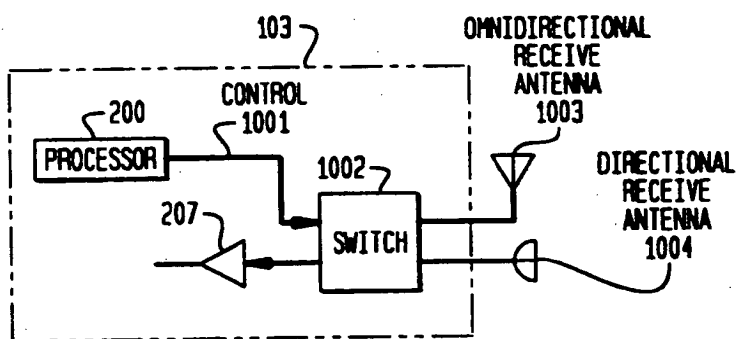 103
OMNIDIRECTIONAL
RECEIVE
ANTENNA
1003
CONTROL
1001
200
PROCESSOR
1002
SWITCH
207
DIRECTIONAL
RECEIVE
ANTENNA
1004